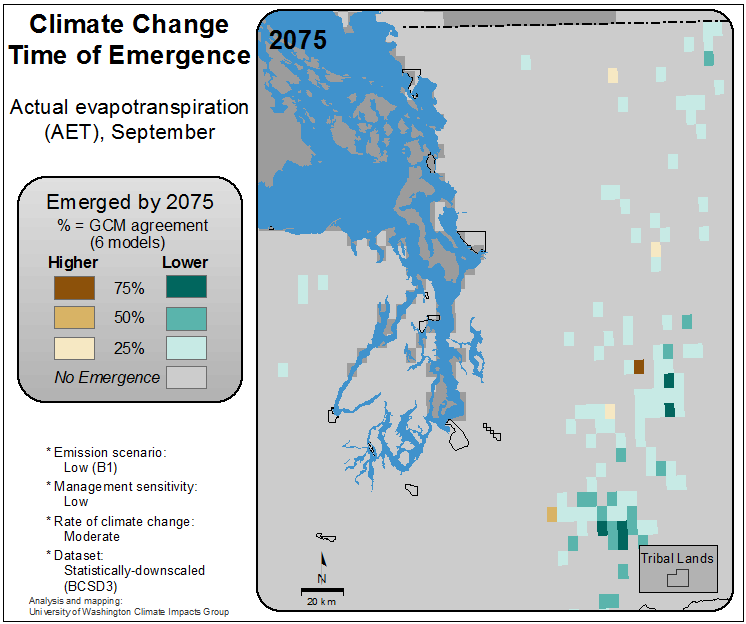 Climate Change
Time of Emergence
Actual evapotranspiration
(AET), September
Emerged by 2075
% = GCM agreement
(6 models)
Higher Lower
75%
50%
25%
No Emergence
* Emission scenario:
Low (B1)
* Management sensitivity:
Low
* Rate of climate change:
Moderate
* Dataset:
Statistically-downscaled
(BCSD3)
Analysis and mapping:
University of Washington Climate Impacts Group
2075
N
20 km
Tribal Lands